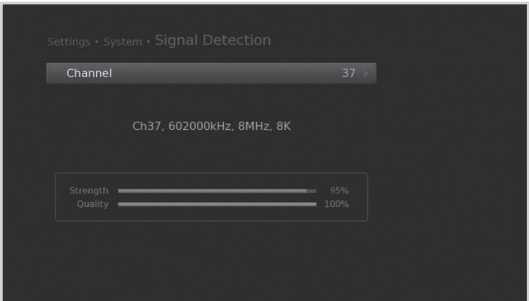 Settings • System • Signal Detection
Channel 37
Ch37, 602000kHz, 8MHz, 8K
Strength 95%
Quality 100%